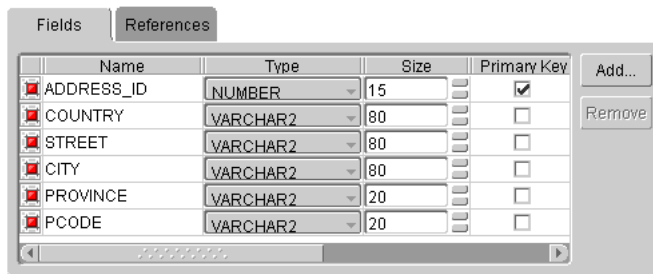 Fields References
Name Type Size Primary Key Add...
ADDRESS_ID NUMBER 15
Remove
COUNTRY VARCHAR2 80
STREET VARCHAR2 80
CITY VARCHAR2 80
PROVINCE VARCHAR2 20
PCODE VARCHAR2 20